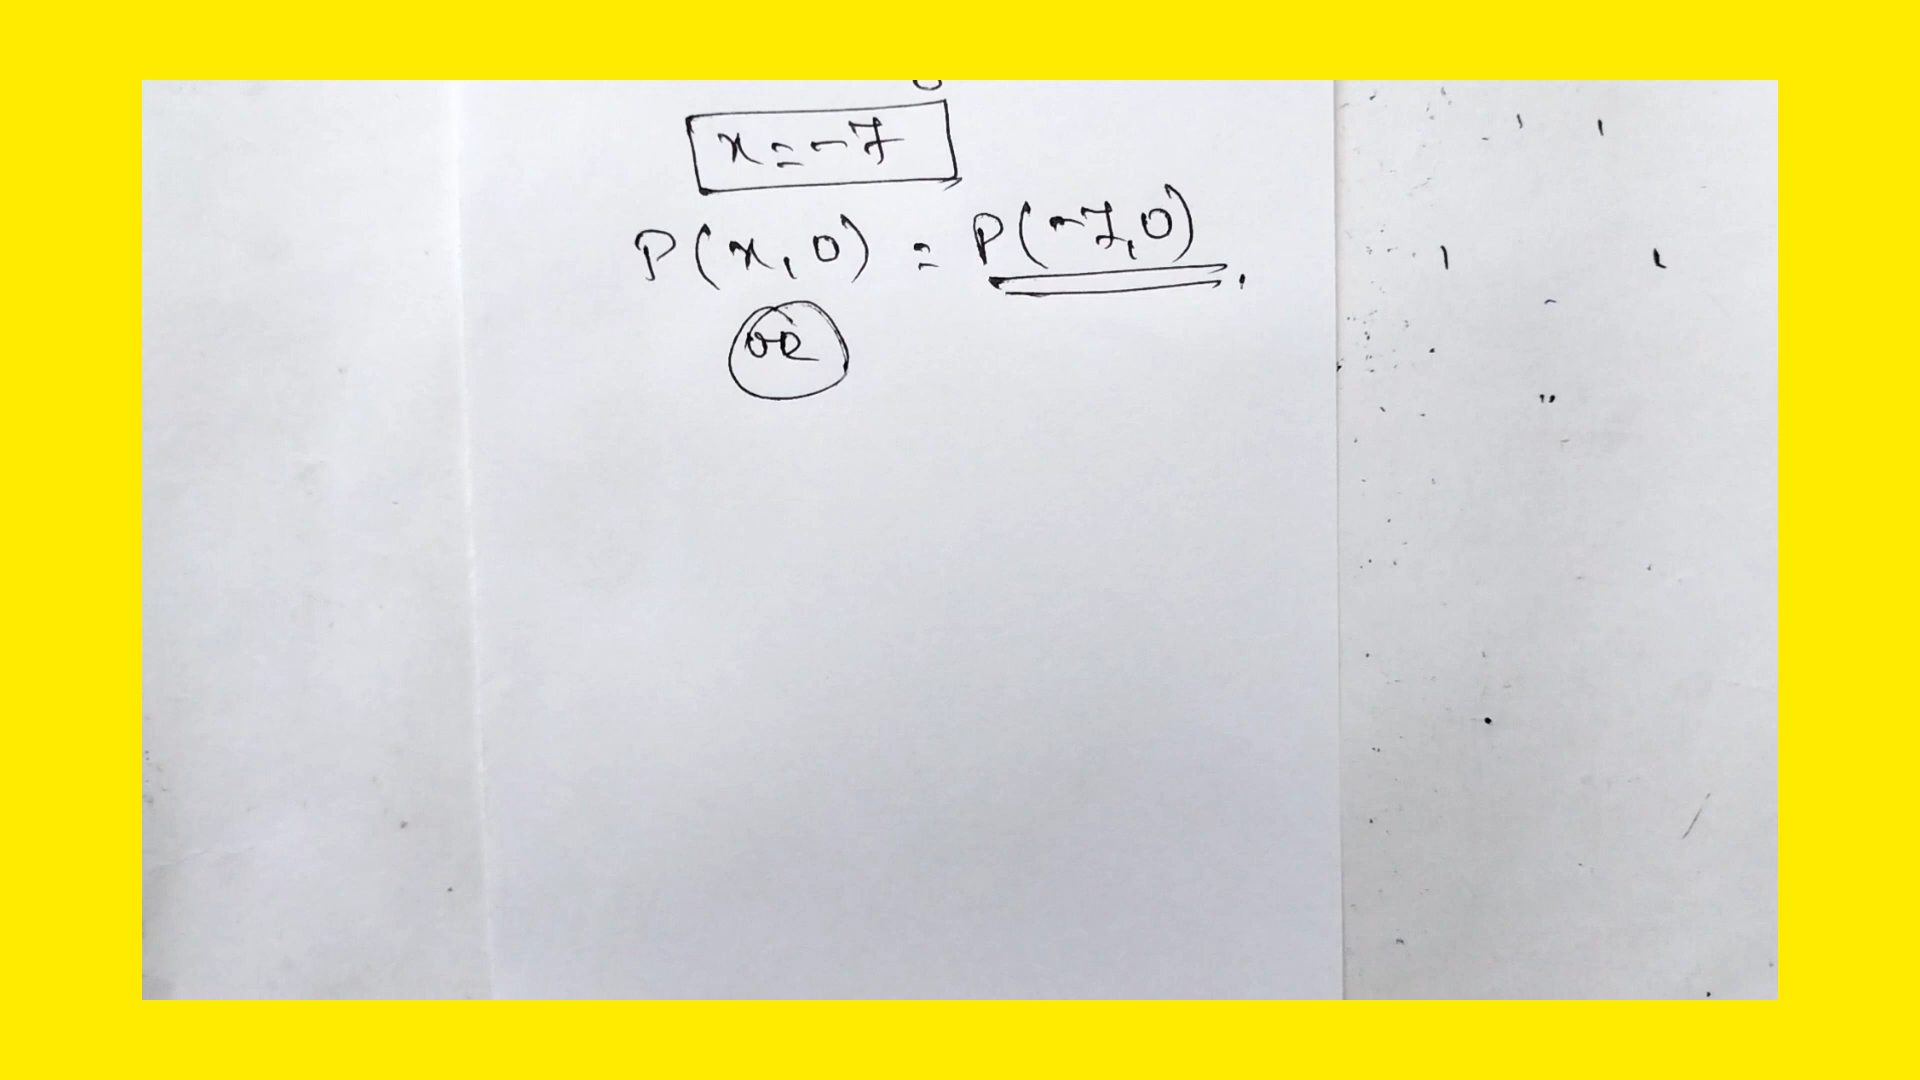 x = -7
P(x, 0) = P(-7, 0).
OR